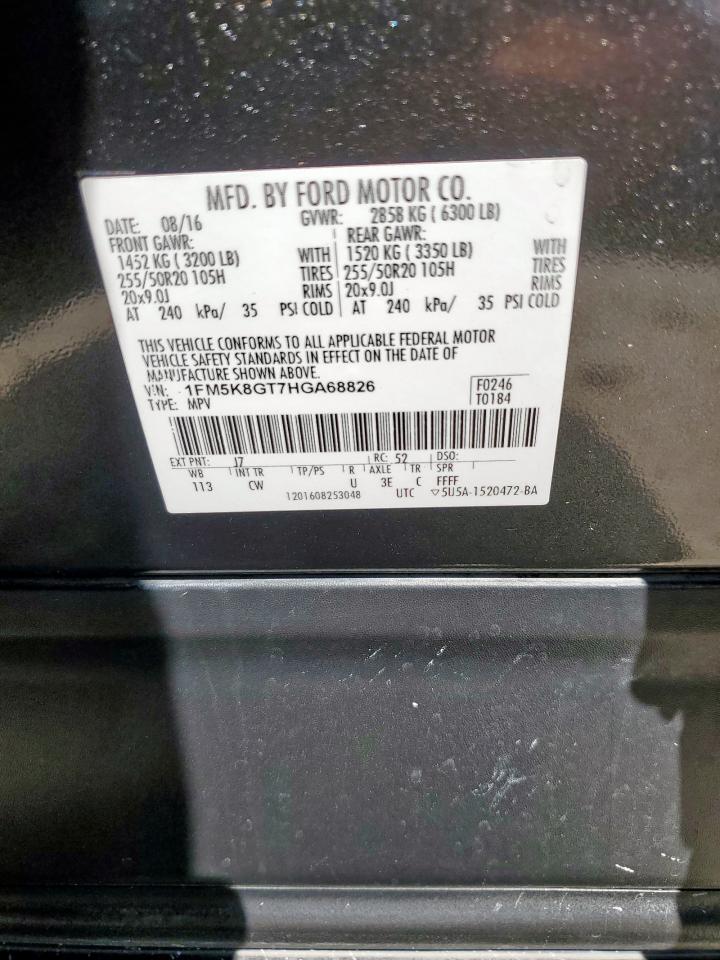 MFD. BY FORD MOTOR CO.
DATE: 08/16 GVWR: 2858 KG ( 6300 LB)
FRONT GAWR: REAR GAWR:
1452 KG ( 3200 LB) WITH 1520 KG ( 3350 LB) WITH
255/50R20 105H TIRES 255/50R20 105H TIRES
20x9.0J RIMS 20x9.0J RIMS
AT 240 kPa/ 35 PSI COLD AT 240 kPa/ 35 PSI COLD
THIS VEHICLE CONFORMS TO ALL APPLICABLE FEDERAL MOTOR
VEHICLE SAFETY STANDARDS IN EFFECT ON THE DATE OF
MANUFACTURE SHOWN ABOVE.
VIN: 1FM5K8GT7HGA68826 F0246
TYPE: MPV T0184
EXT PNT: J7 RC: 52 DSO:
WB INT TR TP/PS R AXLE TR SPR
113 CW U 3E C FFFF
1201608253048 UTC ▽5U5A-1520472-BA